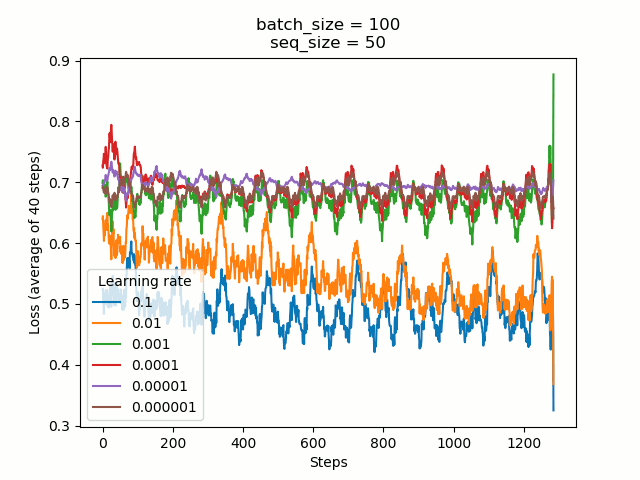 batch_size = 100
seq_size = 50
Loss (average of 40 steps)
0.9
0.8
0.7
0.6
0.5
0.4
0.3
Learning rate
0.1
0.01
0.001
0.0001
0.00001
0.000001
0 200 400 600 800 1000 1200
Steps